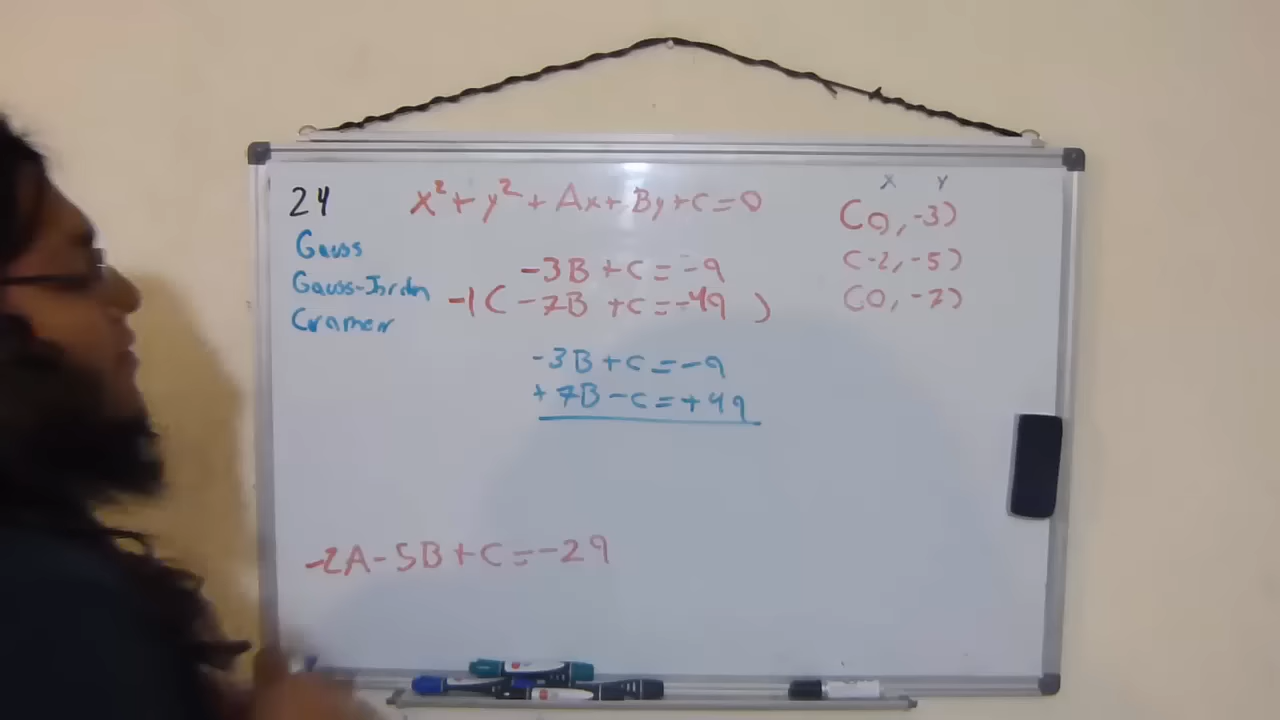 24
x² + y² + Ax + By + C = 0
x y
(0, -3)
(-2, -5)
(0, -7)
Gauss
Gauss-Jordan
Cramer
-3B + C = -9
-1( -7B + C = -49 )
-3B + C = -9
+ 7B - C = +49
-2A - 5B + C = -29